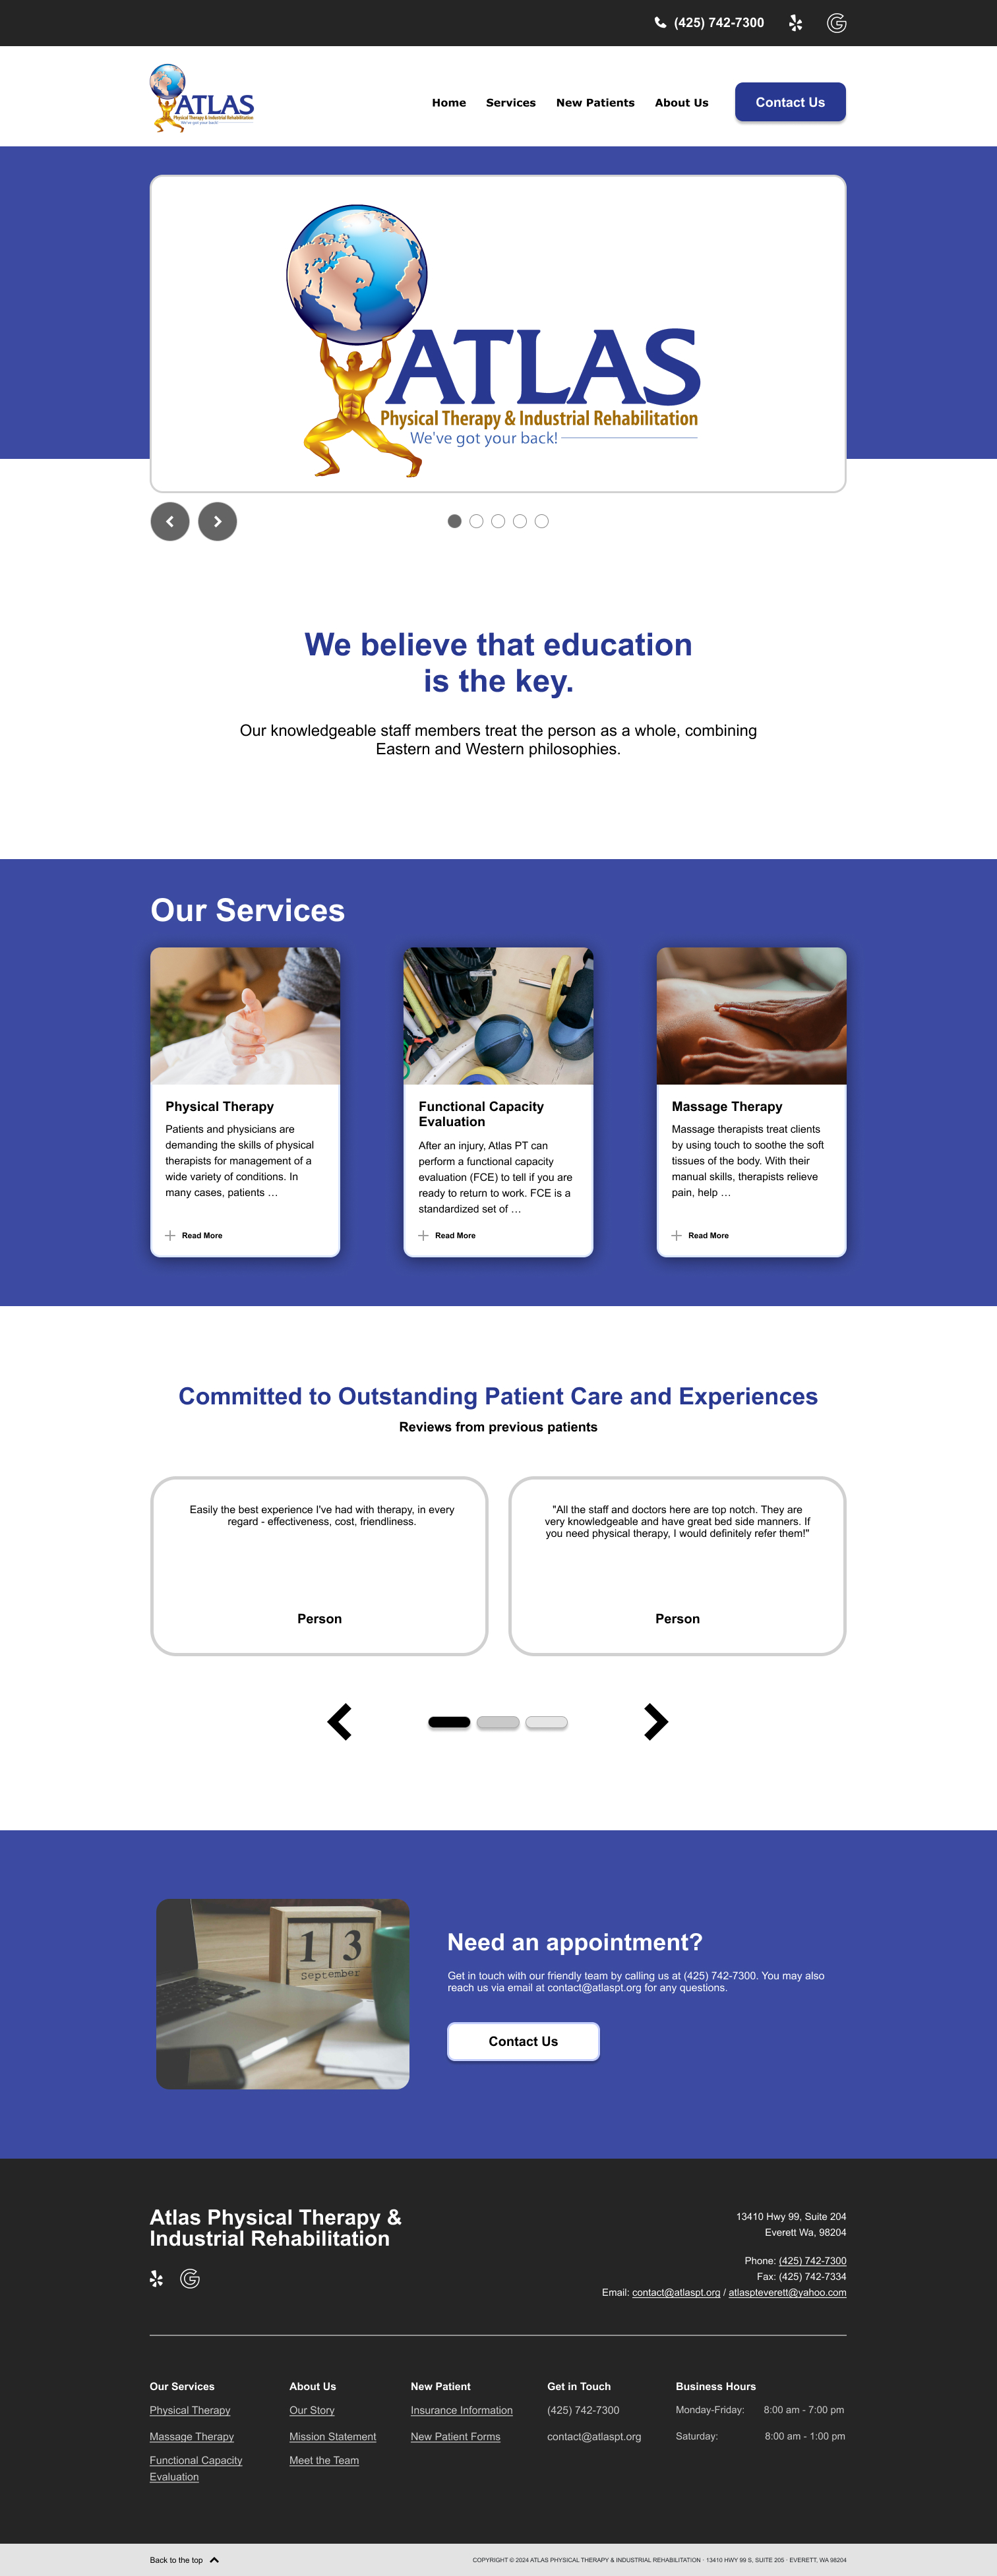 (425) 742-7300
ATLAS
Physical Therapy & Industrial Rehabilitation
We've got your back!
Home
Services
New Patients
About Us
Contact Us
ATLAS
Physical Therapy & Industrial Rehabilitation
We've got your back!
We believe that education
is the key.
Our knowledgeable staff members treat the person as a whole, combining
Eastern and Western philosophies.
Our Services
Physical Therapy
Patients and physicians are
demanding the skills of physical
therapists for management of a
wide variety of conditions. In
many cases, patients …
Read More
Functional Capacity
Evaluation
After an injury, Atlas PT can
perform a functional capacity
evaluation (FCE) to tell if you are
ready to return to work. FCE is a
standardized set of …
Read More
Massage Therapy
Massage therapists treat clients
by using touch to soothe the soft
tissues of the body. With their
manual skills, therapists relieve
pain, help …
Read More
Committed to Outstanding Patient Care and Experiences
Reviews from previous patients
Easily the best experience I've had with therapy, in every
regard - effectiveness, cost, friendliness.
Person
"All the staff and doctors here are top notch. They are
very knowledgeable and have great bed side manners. If
you need physical therapy, I would definitely refer them!"
Person
13
September
Need an appointment?
Get in touch with our friendly team by calling us at (425) 742-7300. You may also
reach us via email at contact@atlaspt.org for any questions.
Contact Us
Atlas Physical Therapy &
Industrial Rehabilitation
13410 Hwy 99, Suite 204
Everett Wa, 98204
Phone: (425) 742-7300
Fax: (425) 742-7334
Email: contact@atlaspt.org / atlaspteverett@yahoo.com
Our Services
Physical Therapy
Massage Therapy
Functional Capacity
Evaluation
About Us
Our Story
Mission Statement
Meet the Team
New Patient
Insurance Information
New Patient Forms
Get in Touch
(425) 742-7300
contact@atlaspt.org
Business Hours
Monday-Friday: 8:00 am - 7:00 pm
Saturday: 8:00 am - 1:00 pm
Back to the top
COPYRIGHT © 2024 ATLAS PHYSICAL THERAPY & INDUSTRIAL REHABILITATION · 13410 HWY 99 S, SUITE 205 · EVERETT, WA 98204